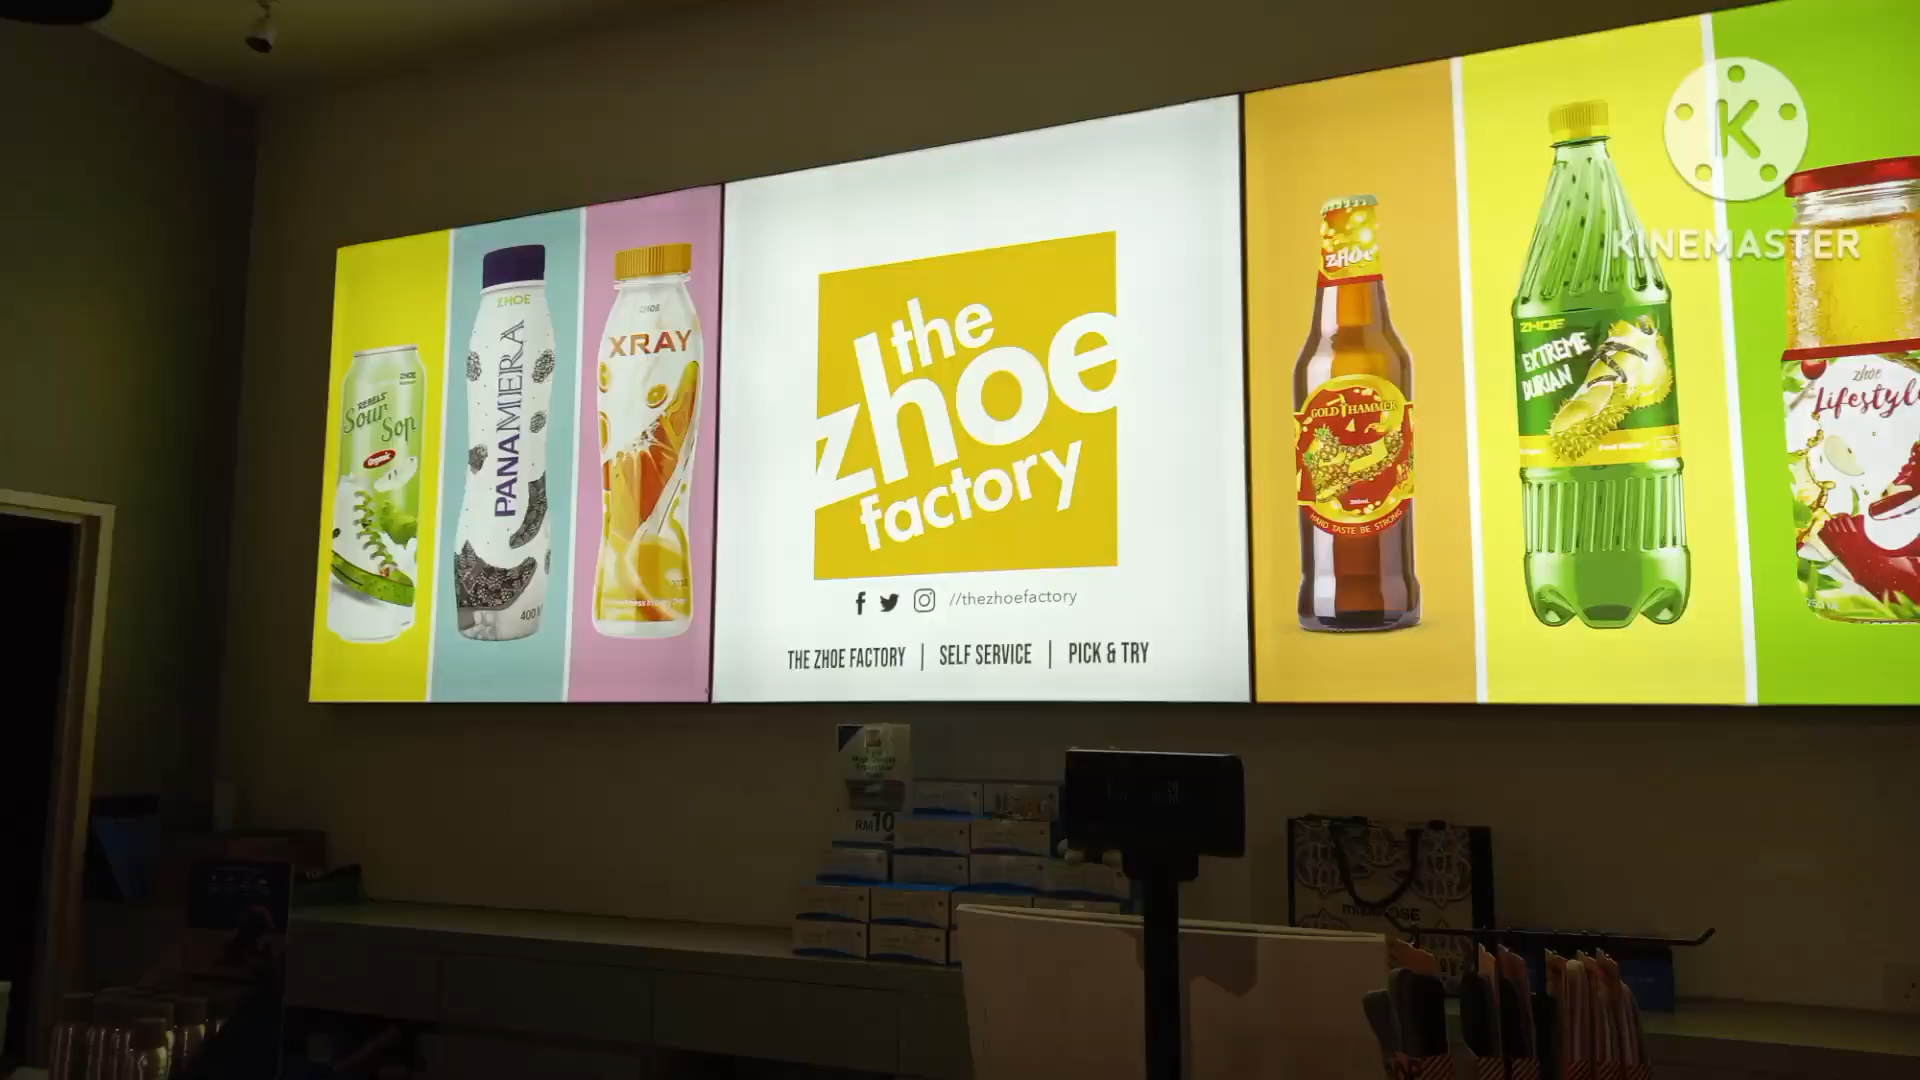 KINEMASTER
ZHOE
REBELS'
Sour
Sop
Organic
ZHOE
PANAMERA
400
ZHOE
XRAY
the
zhoe
factory
//thezhoefactory
THE ZHOE FACTORY | SELF SERVICE | PICK & TRY
ZHOE
GOLD HAMMER
HARD TASTE BE STRONG
ZHOE
EXTREME
DURIAN
zhoe
Lifestyle
RM10